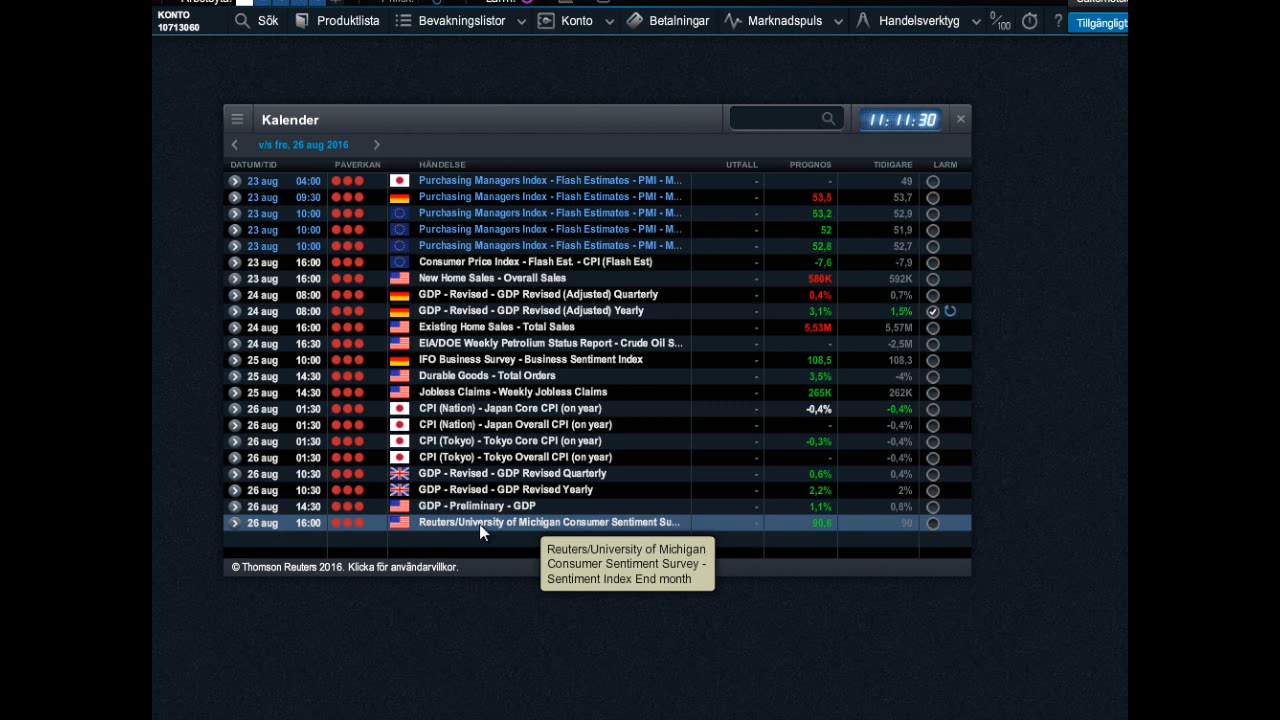 KONTO
10713060
Sök
Produktlista
Bevakningslistor
Konto
Betalningar
Marknadspuls
Handelsverktyg
0/100
?
Tillgängligt
Kalender
11:11:30
v/s fre, 26 aug 2016
DATUM/TID PÅVERKAN HÄNDELSE UTFALL PROGNOS TIDIGARE LARM
23 aug 04:00 Purchasing Managers Index - Flash Estimates - PMI - M... - - 49
23 aug 09:30 Purchasing Managers Index - Flash Estimates - PMI - M... - 53,5 53,7
23 aug 10:00 Purchasing Managers Index - Flash Estimates - PMI - M... - 53,2 52,9
23 aug 10:00 Purchasing Managers Index - Flash Estimates - PMI - M... - 52 51,9
23 aug 10:00 Purchasing Managers Index - Flash Estimates - PMI - M... - 52,8 52,7
23 aug 16:00 Consumer Price Index - Flash Est. - CPI (Flash Est) - -7,6 -7,9
23 aug 16:00 New Home Sales - Overall Sales - 580K 592K
24 aug 08:00 GDP - Revised - GDP Revised (Adjusted) Quarterly - 0,4% 0,7%
24 aug 08:00 GDP - Revised - GDP Revised (Adjusted) Yearly - 3,1% 1,5%
24 aug 16:00 Existing Home Sales - Total Sales - 5,53M 5,57M
24 aug 16:30 EIA/DOE Weekly Petrolium Status Report - Crude Oil S... - - -2,5M
25 aug 10:00 IFO Business Survey - Business Sentiment Index - 108,5 108,3
25 aug 14:30 Durable Goods - Total Orders - 3,5% -4%
25 aug 14:30 Jobless Claims - Weekly Jobless Claims - 265K 262K
26 aug 01:30 CPI (Nation) - Japan Core CPI (on year) - -0,4% -0,4%
26 aug 01:30 CPI (Nation) - Japan Overall CPI (on year) - - -0,4%
26 aug 01:30 CPI (Tokyo) - Tokyo Core CPI (on year) - -0,3% -0,4%
26 aug 01:30 CPI (Tokyo) - Tokyo Overall CPI (on year) - - -0,4%
26 aug 10:30 GDP - Revised - GDP Revised Quarterly - 0,6% 0,4%
26 aug 10:30 GDP - Revised - GDP Revised Yearly - 2,2% 2%
26 aug 14:30 GDP - Preliminary - GDP - 1,1% 0,8%
26 aug 16:00 Reuters/University of Michigan Consumer Sentiment Su... - 90,6 90
Reuters/University of Michigan
Consumer Sentiment Survey -
Sentiment Index End month
© Thomson Reuters 2016. Klicka för användarvillkor.